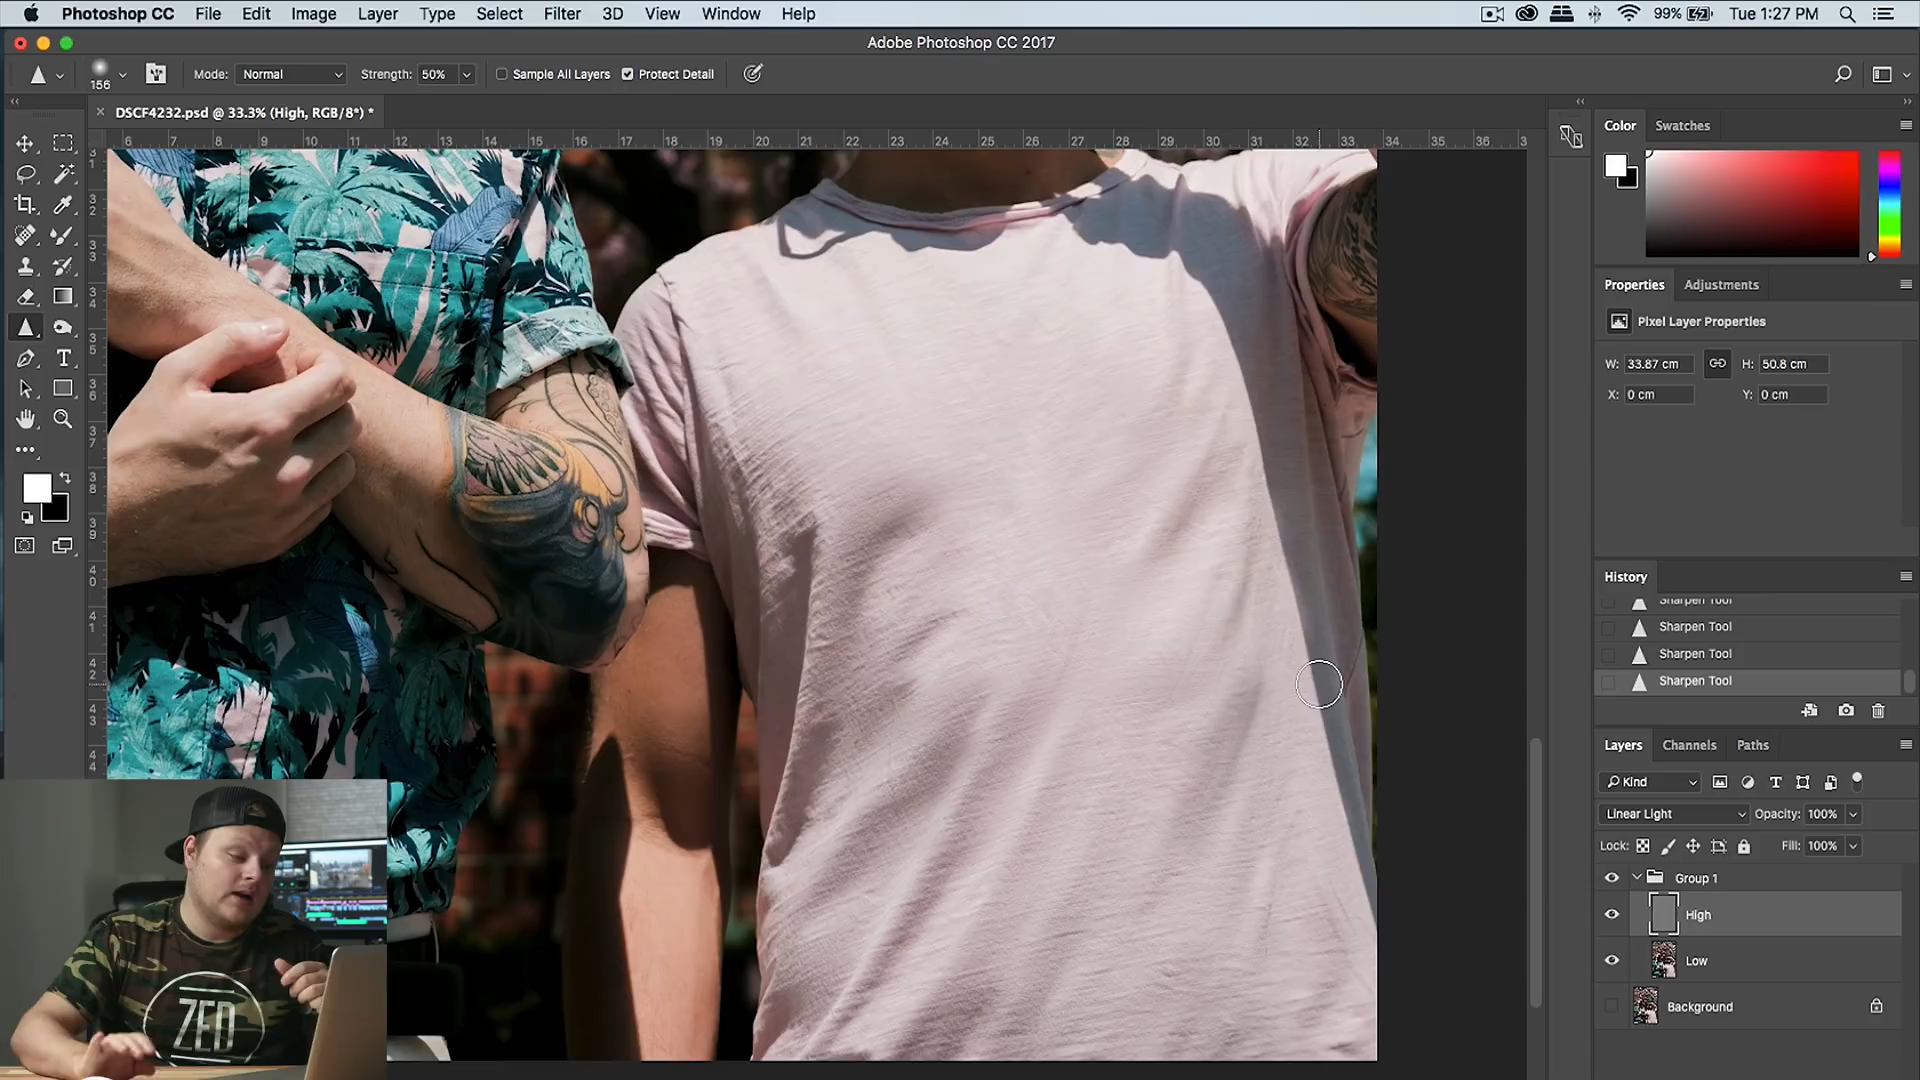 Photoshop CC File Edit Image Layer Type Select Filter 3D View Window Help 99% Tue 1:27 PM
Adobe Photoshop CC 2017
156 Mode: Normal Strength: 50% Sample All Layers Protect Detail
DSCF4232.psd @ 33.3% (High, RGB/8*) *
6 7 8 9 10 11 12 13 14 15 16 17 18 19 20 21 22 23 24 25 26 27 28 29 30 31 32 33 34 35 36 3
Color Swatches
Properties Adjustments
Pixel Layer Properties
W: 33.87 cm H: 50.8 cm
X: 0 cm Y: 0 cm
History
Sharpen Tool
Sharpen Tool
Sharpen Tool
Sharpen Tool
Layers Channels Paths
Kind
Linear Light Opacity: 100%
Lock: Fill: 100%
Group 1
High
Low
Background
ZED